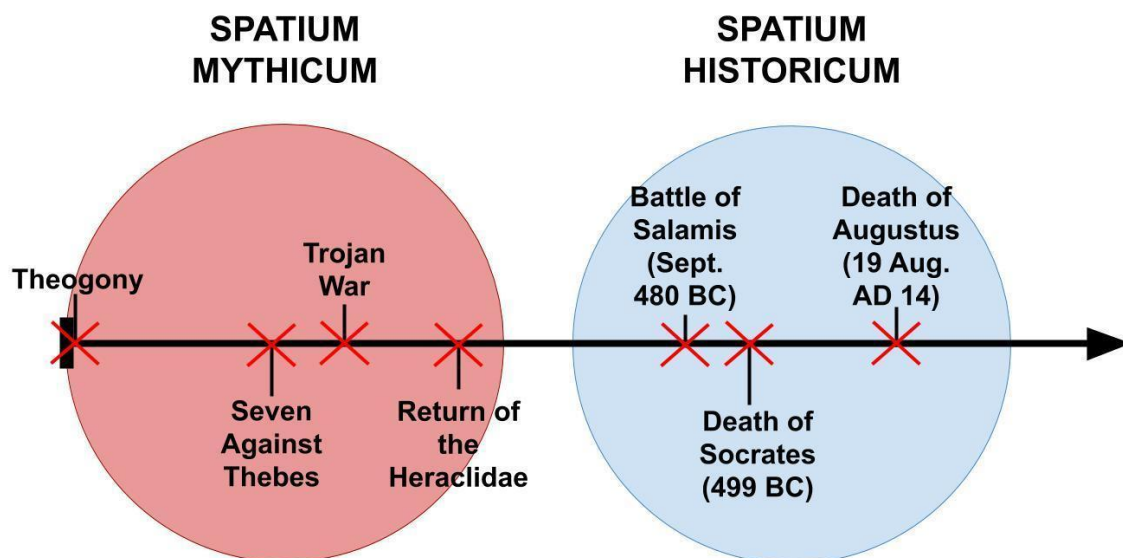 SPATIUM
MYTHICUM
SPATIUM
HISTORICUM
Theogony
Seven
Against
Thebes
Trojan
War
Return of
the
Heraclidae
Battle of
Salamis
(Sept.
480 BC)
Death of
Socrates
(499 BC)
Death of
Augustus
(19 Aug.
AD 14)